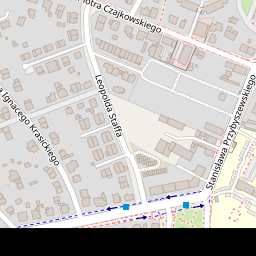 Piotra Czajkowskiego
Leopolda Staffa
Ignacego Krasickiego
Stanisława Przybyszewskiego